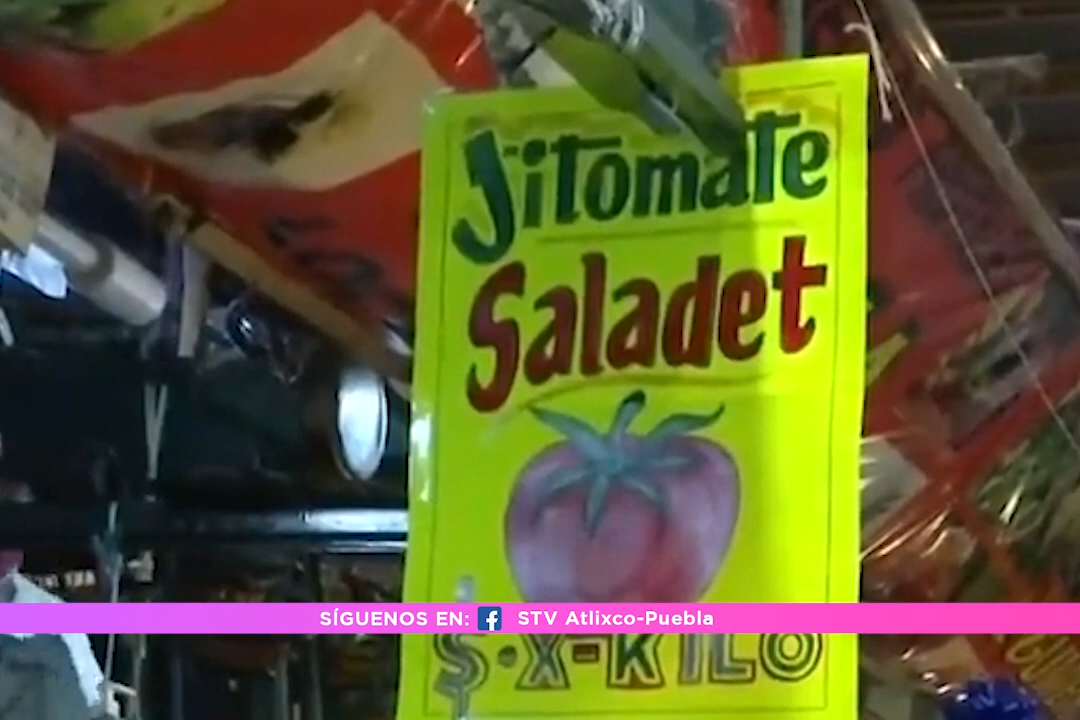 Jitomate
Saladet
SÍGUENOS EN: STV Atlixco-Puebla
$·X-KILO